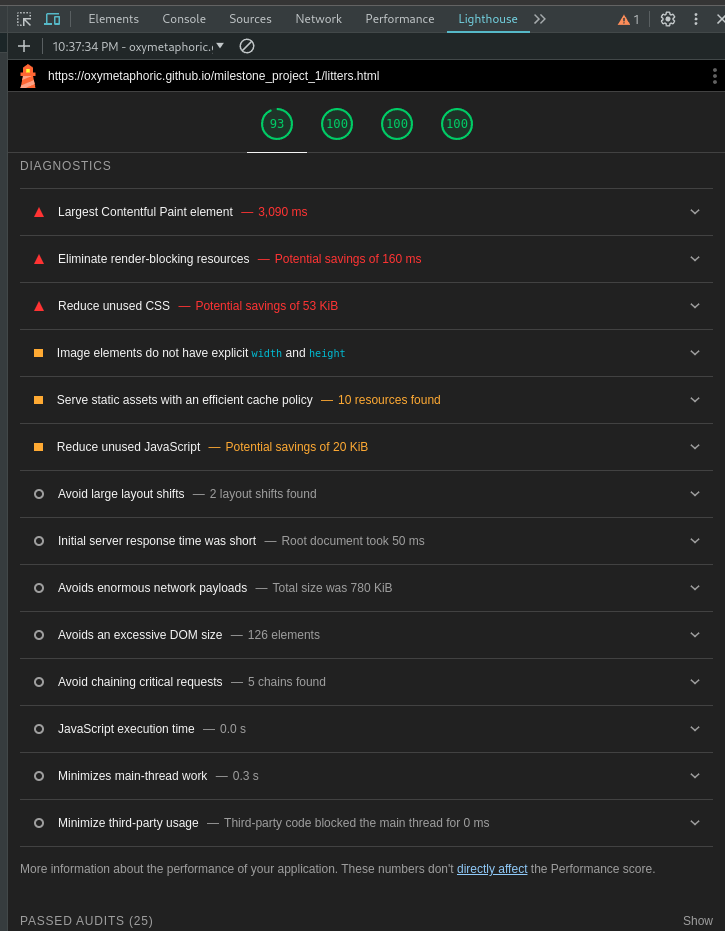 Elements Console Sources Network Performance Lighthouse 1
10:37:34 PM - oxymetaphoric.
https://oxymetaphoric.github.io/milestone_project_1/litters.html
93 100 100 100
DIAGNOSTICS
Largest Contentful Paint element — 3,090 ms
Eliminate render-blocking resources — Potential savings of 160 ms
Reduce unused CSS — Potential savings of 53 KiB
Image elements do not have explicit width and height
Serve static assets with an efficient cache policy — 10 resources found
Reduce unused JavaScript — Potential savings of 20 KiB
Avoid large layout shifts — 2 layout shifts found
Initial server response time was short — Root document took 50 ms
Avoids enormous network payloads — Total size was 780 KiB
Avoids an excessive DOM size — 126 elements
Avoid chaining critical requests — 5 chains found
JavaScript execution time — 0.0 s
Minimizes main-thread work — 0.3 s
Minimize third-party usage — Third-party code blocked the main thread for 0 ms
More information about the performance of your application. These numbers don't directly affect the Performance score.
PASSED AUDITS (25) Show